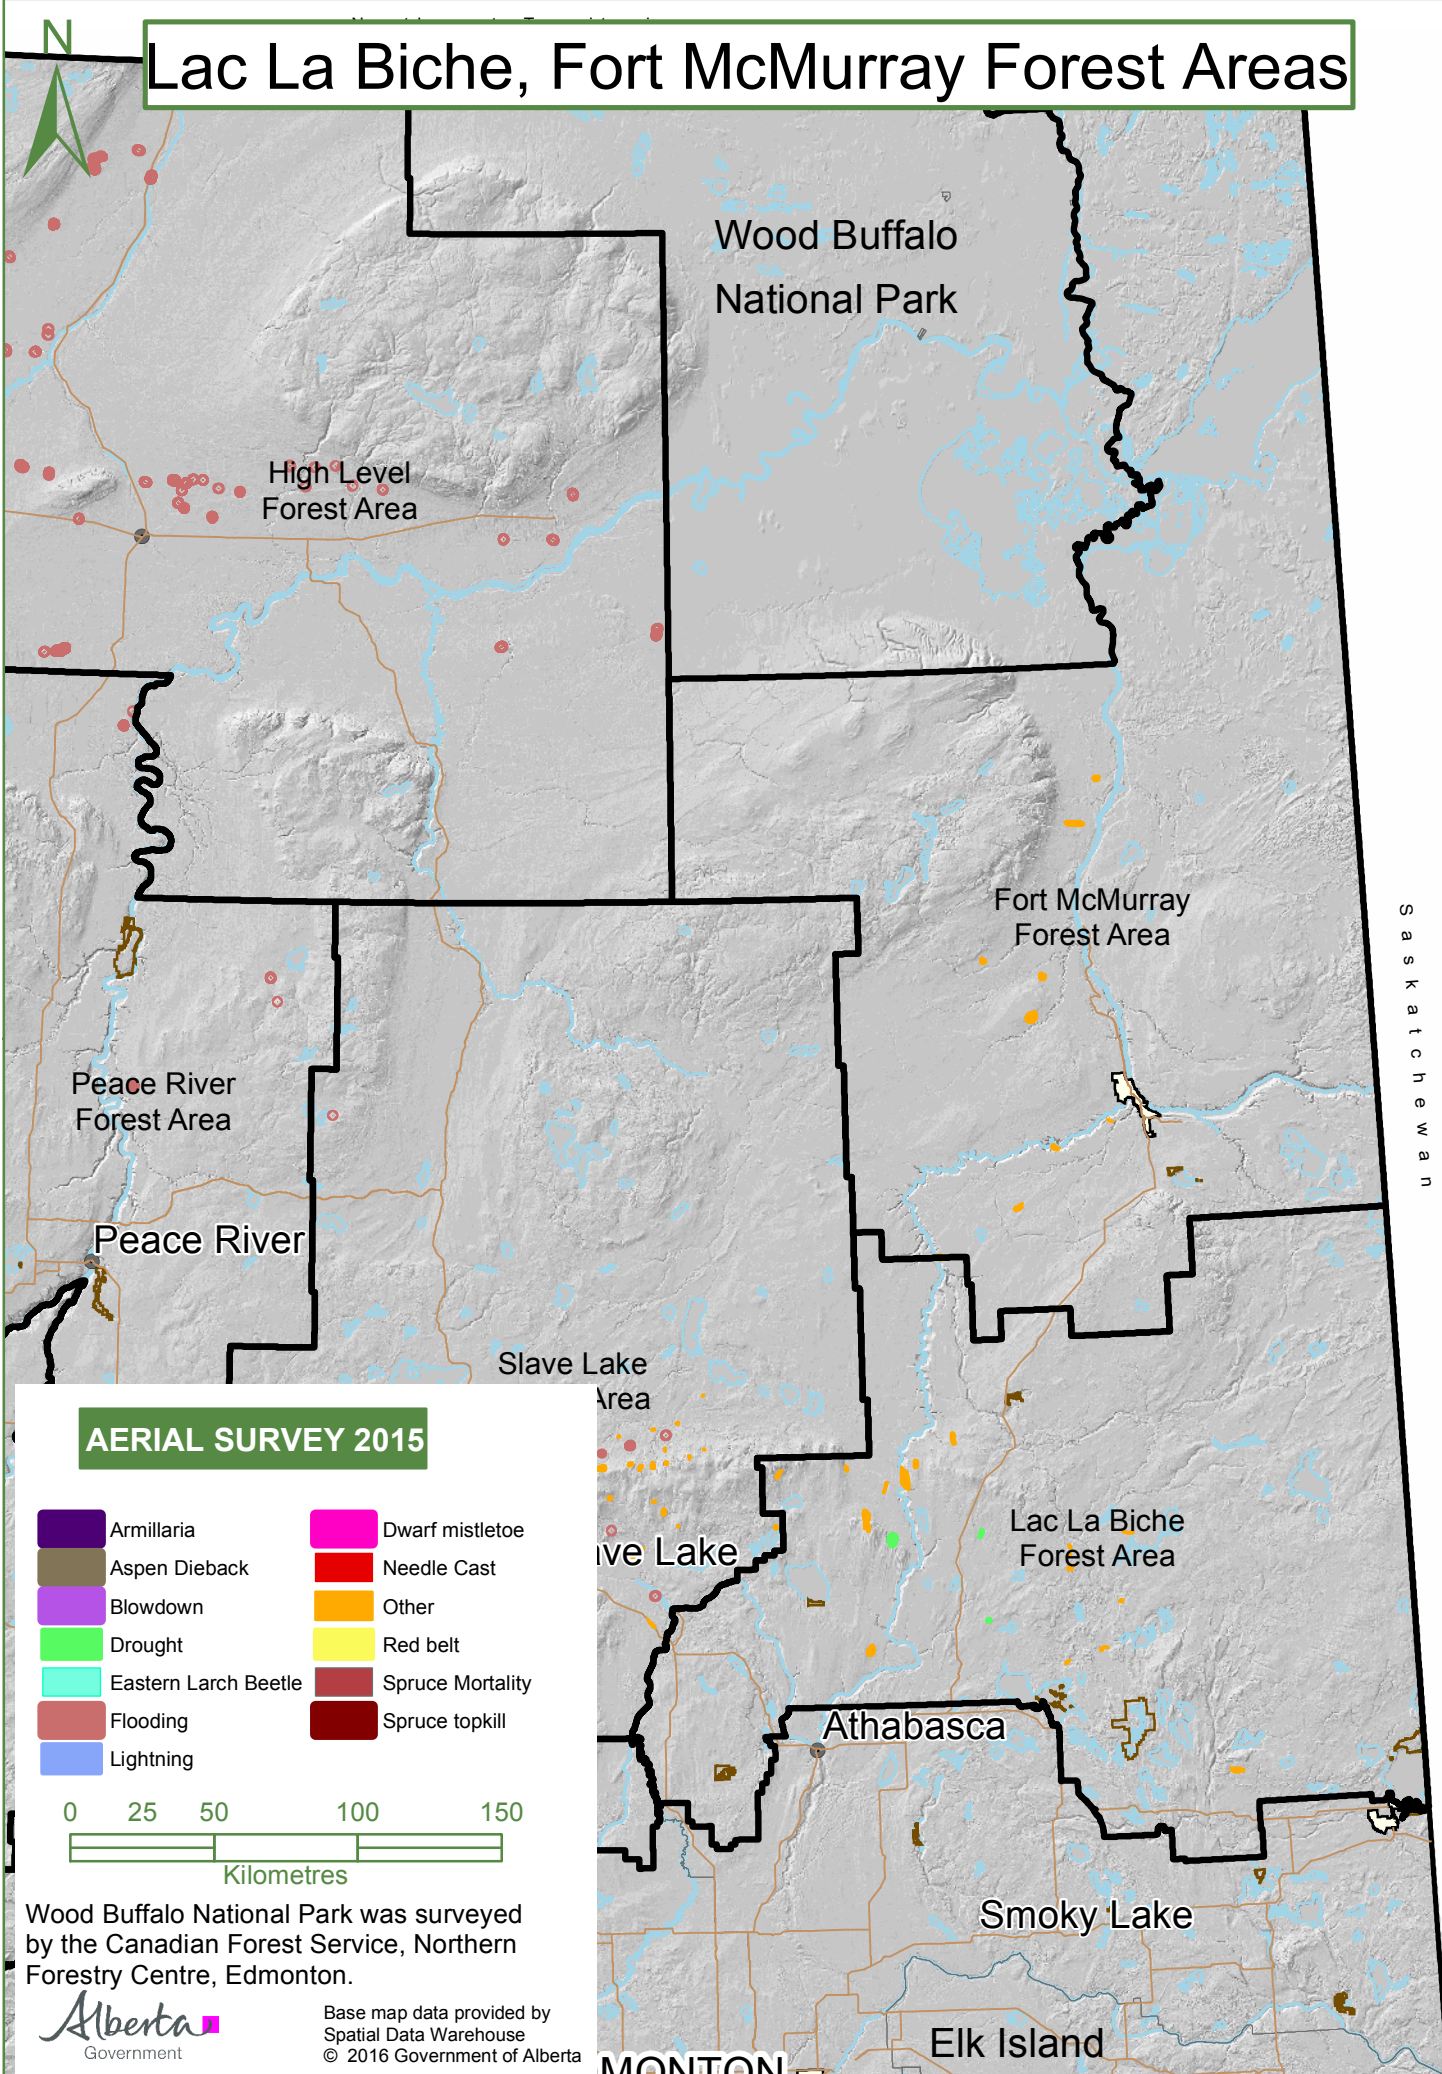 Lac La Biche, Fort McMurray Forest Areas
N
Wood Buffalo
National Park
High Level
Forest Area
Fort McMurray
Forest Area
Saskatchewan
Peace River
Forest Area
Peace River
Slave Lake
Area
ave Lake
Lac La Biche
Forest Area
Athabasca
Smoky Lake
Elk Island
MONTON
AERIAL SURVEY 2015
Armillaria
Aspen Dieback
Blowdown
Drought
Eastern Larch Beetle
Flooding
Lightning
Dwarf mistletoe
Needle Cast
Other
Red belt
Spruce Mortality
Spruce topkill
0 25 50 100 150
Kilometres
Wood Buffalo National Park was surveyed
by the Canadian Forest Service, Northern
Forestry Centre, Edmonton.
Alberta
Government
Base map data provided by
Spatial Data Warehouse
© 2016 Government of Alberta